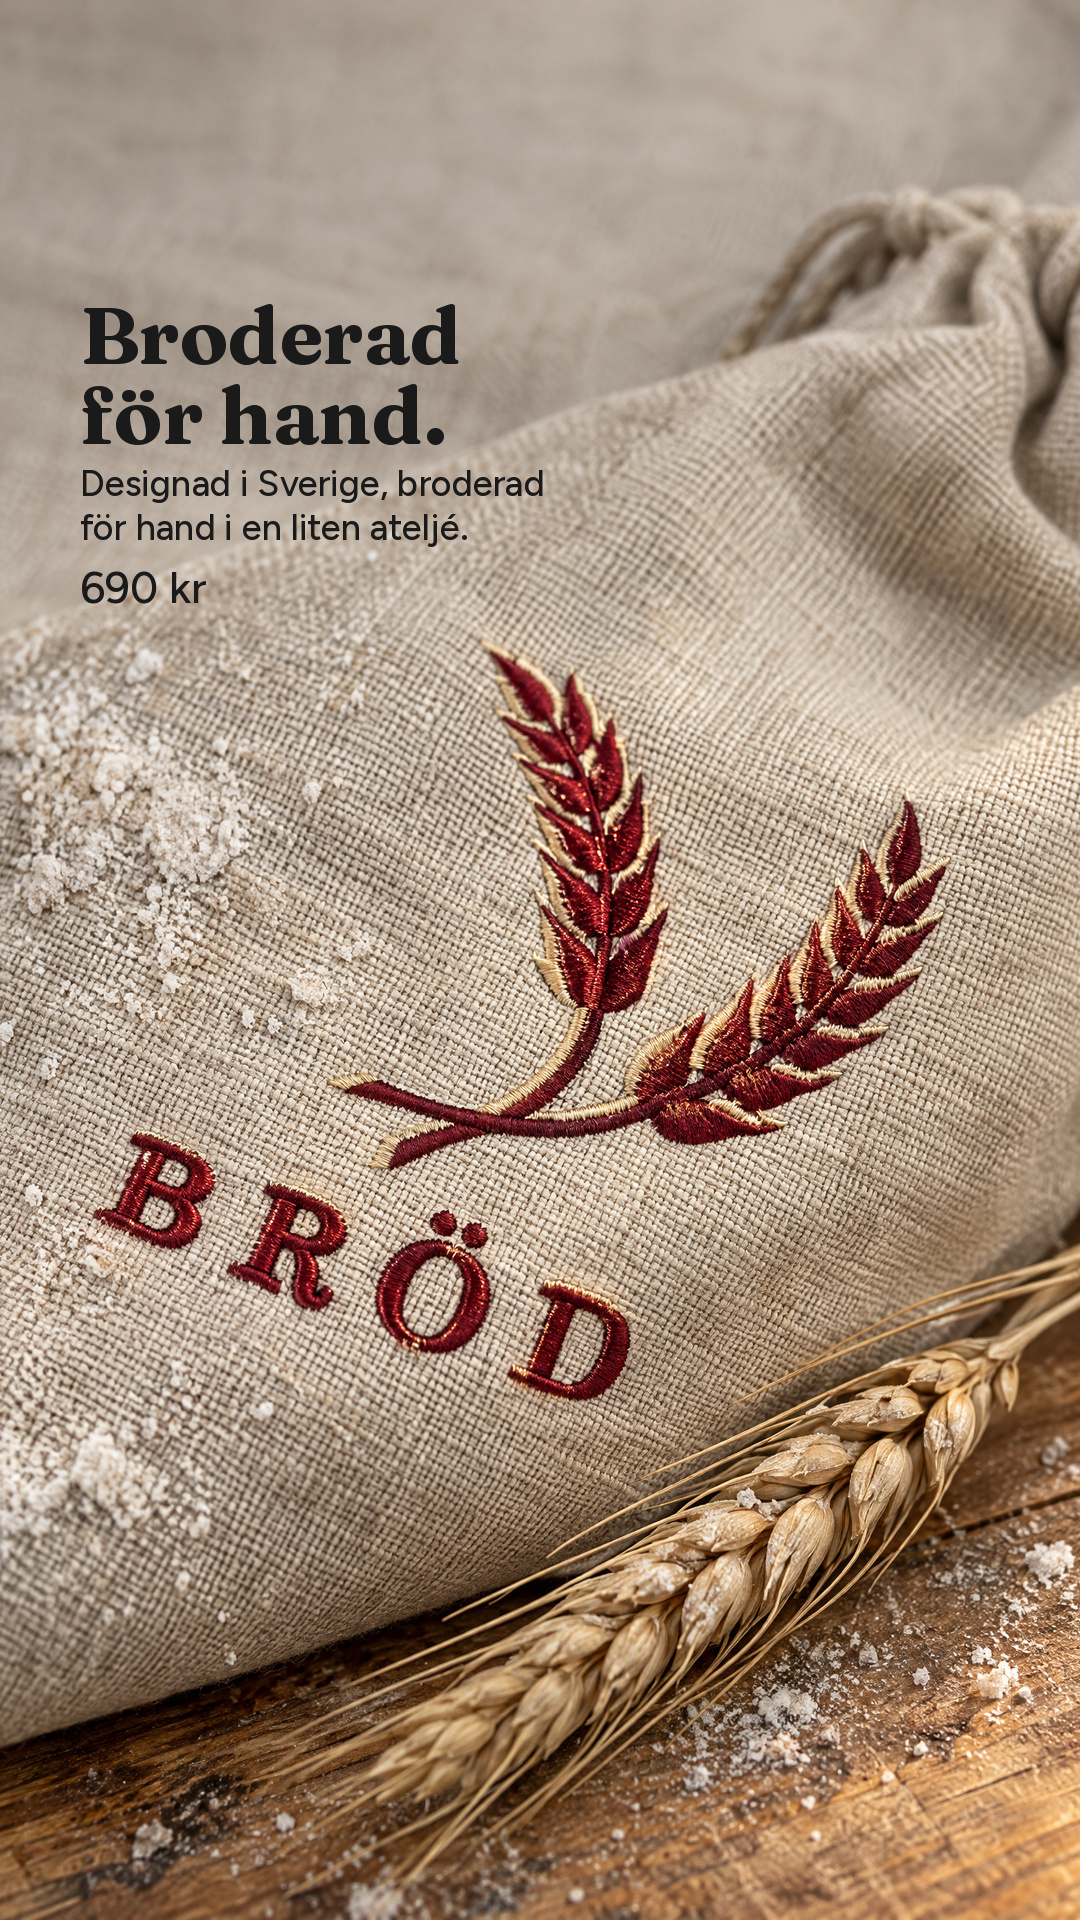 Broderad
för hand.
Designad i Sverige, broderad
för hand i en liten ateljé.
690 kr
BRÖD